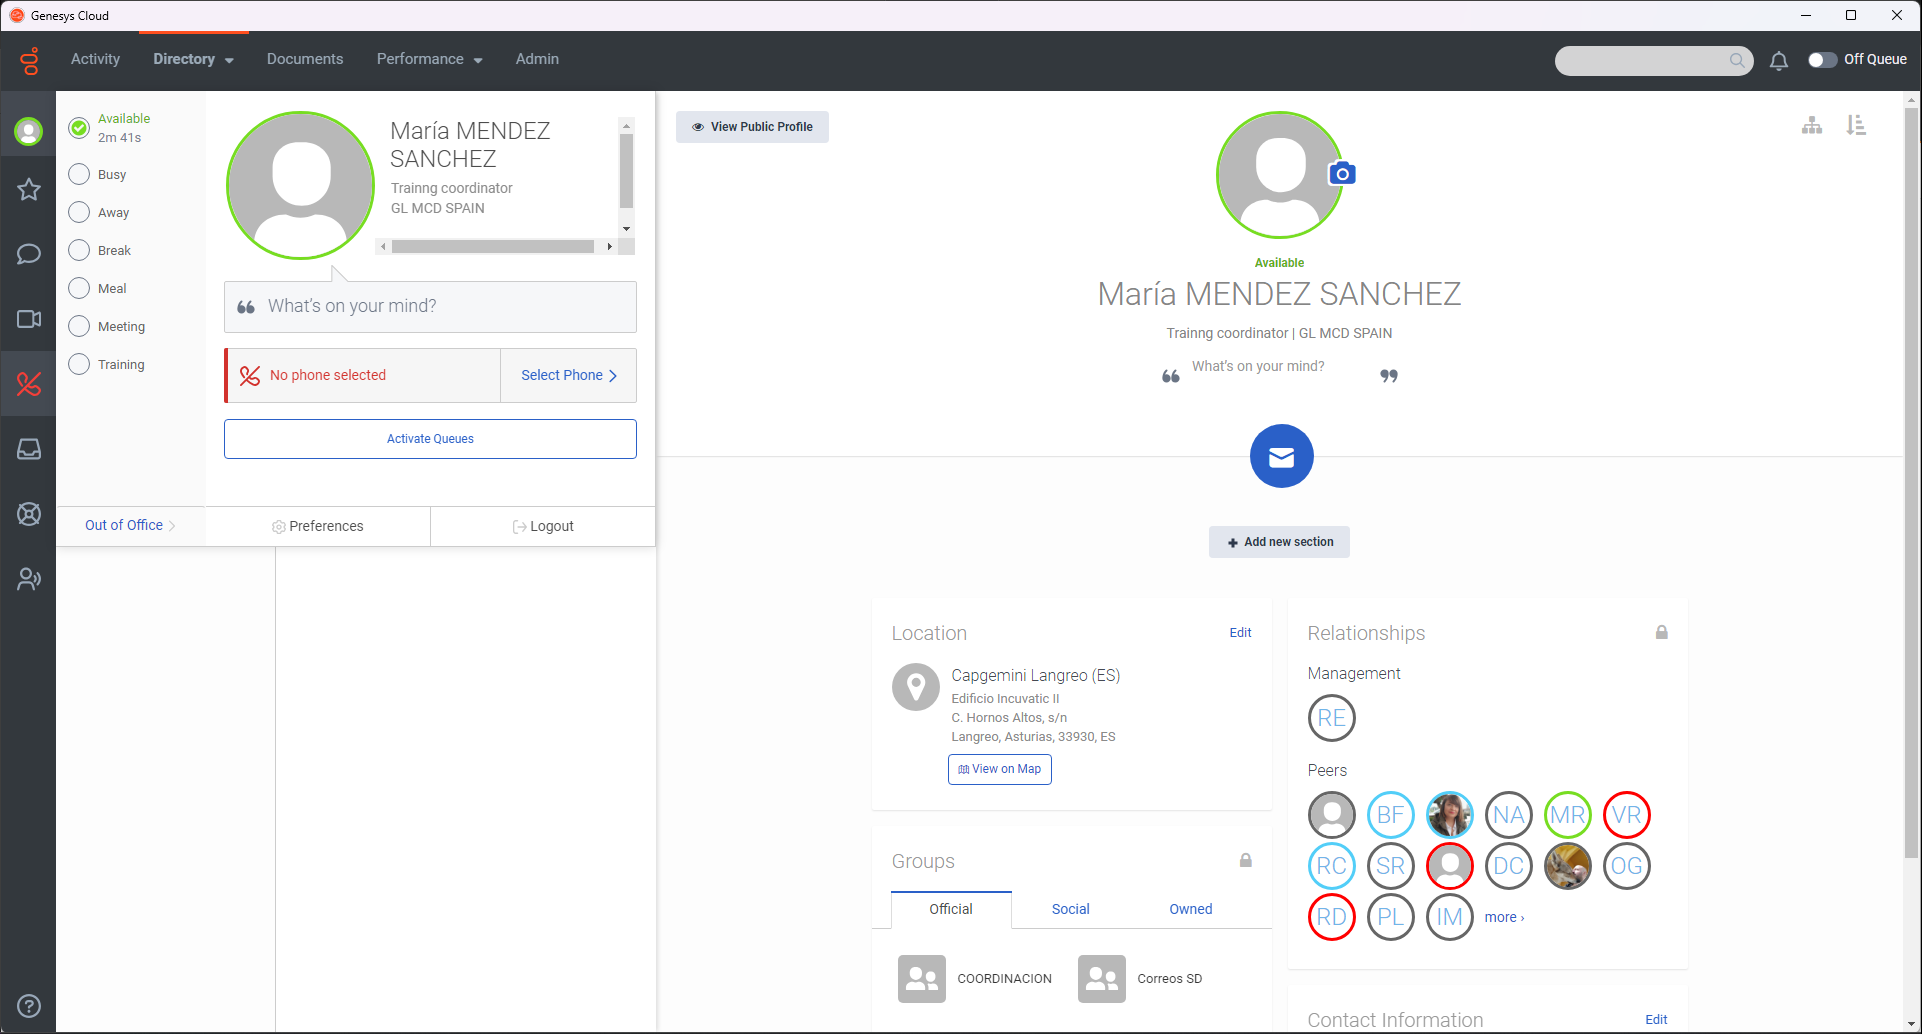 Genesys Cloud
Activity
Directory
Documents
Performance
Admin
Off Queue
Available
2m 41s
Busy
Away
Break
Meal
Meeting
Training
Out of Office
María MENDEZ
SANCHEZ
Trainng coordinator
GL MCD SPAIN
What's on your mind?
No phone selected
Select Phone
Activate Queues
Preferences
Logout
View Public Profile
Available
María MENDEZ SANCHEZ
Trainng coordinator | GL MCD SPAIN
What's on your mind?
Add new section
Location
Edit
Capgemini Langreo (ES)
Edificio Incuvatic II
C. Hornos Altos, s/n
Langreo, Asturias, 33930, ES
View on Map
Groups
Official
Social
Owned
COORDINACION
Correos SD
Relationships
Management
RE
Peers
BF
NA
MR
VR
RC
SR
DC
OG
RD
PL
IM
more ›
Contact Information
Edit